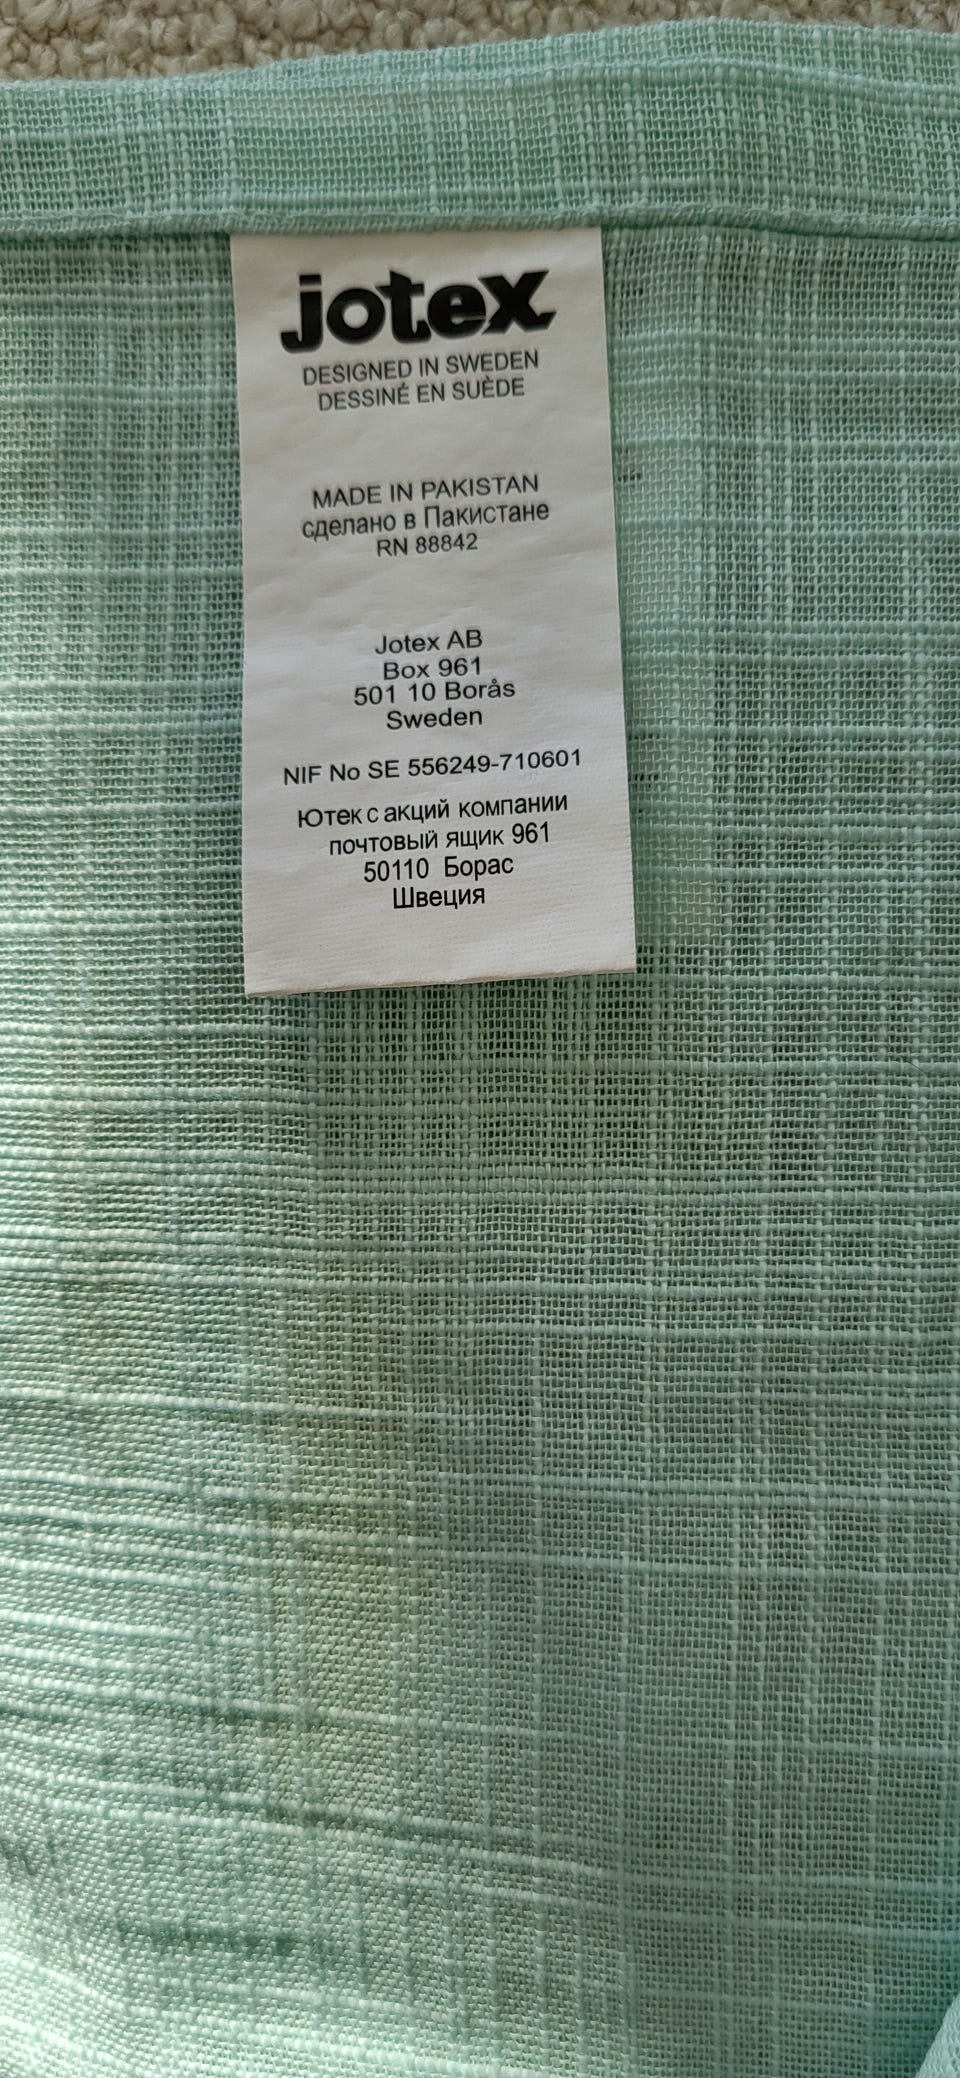 jotex
DESIGNED IN SWEDEN
DESSINÉ EN SUÈDE
MADE IN PAKISTAN
сделано в Пакистане
RN 88842
Jotex AB
Box 961
501 10 Borås
Sweden
NIF No SE 556249-710601
Ютек с акций компании
почтовый ящик 961
50110 Борас
Швеция